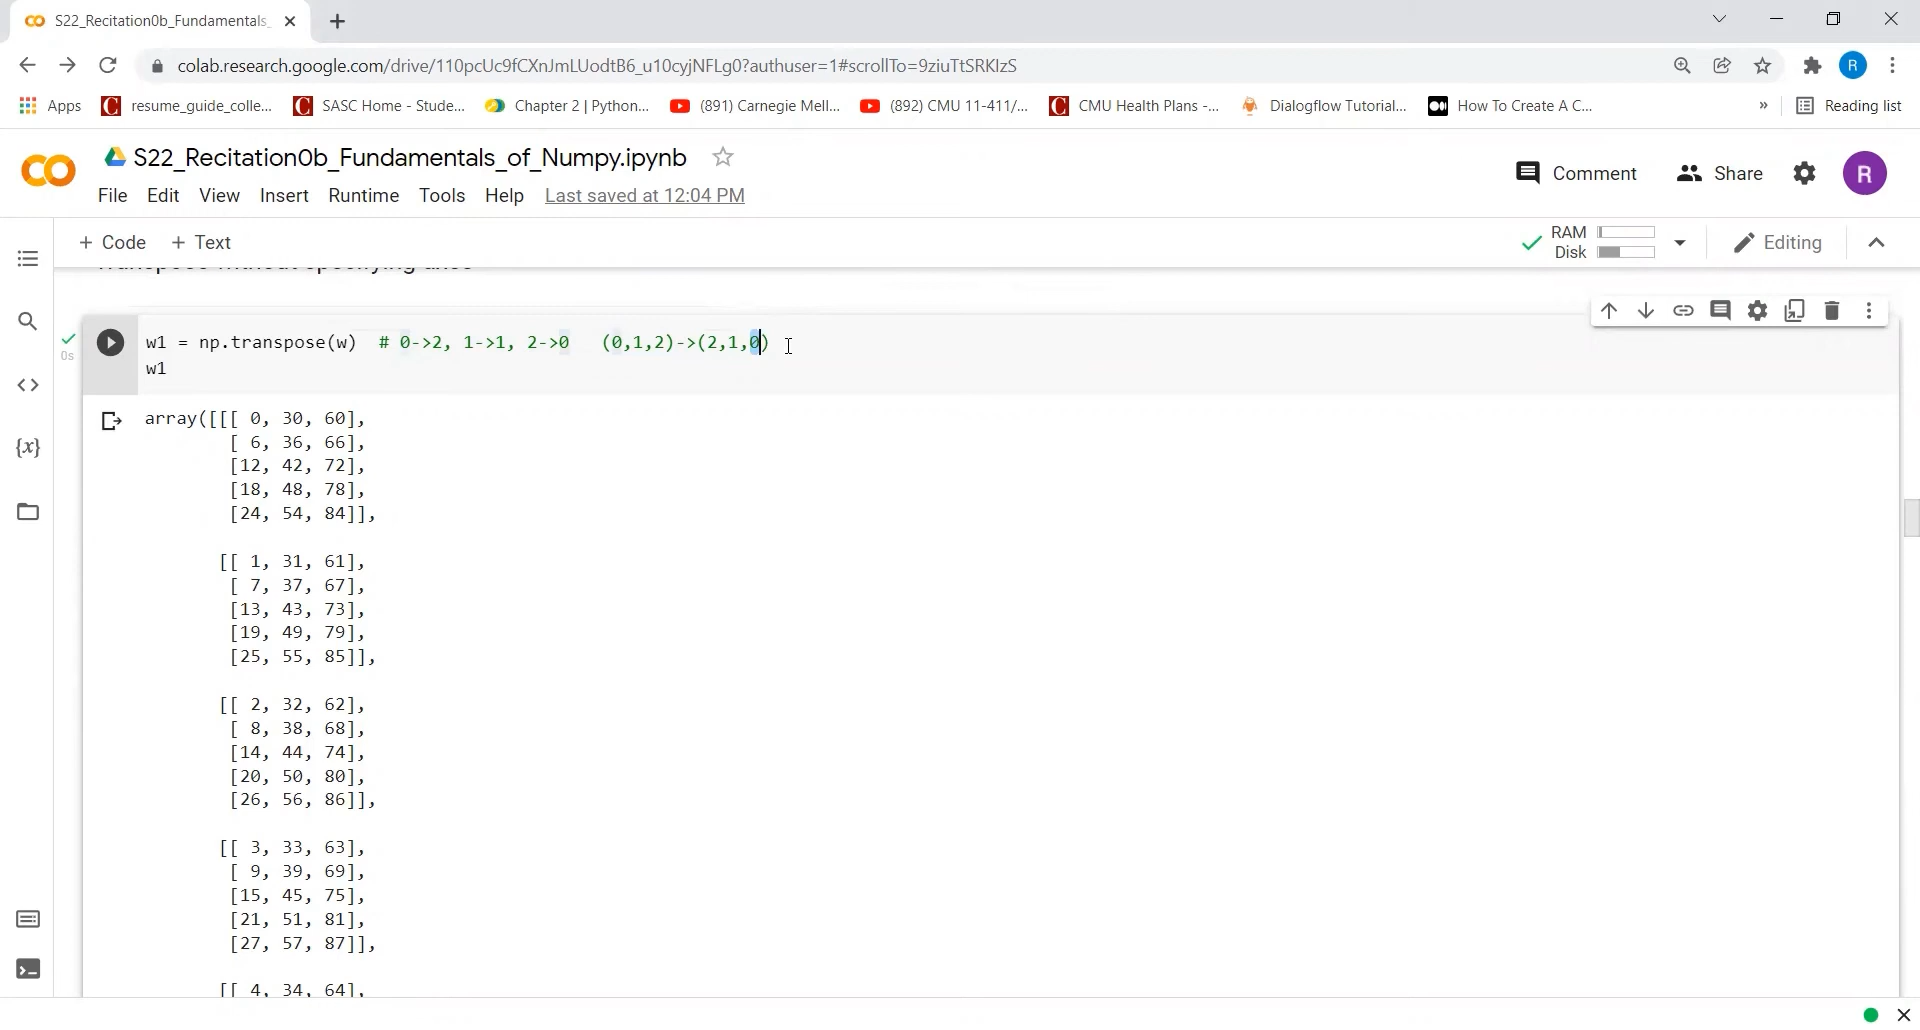 S22_Recitation0b_Fundamentals_
colab.research.google.com/drive/110pcUc9fCXnJmLUodtB6_u10cyjNFLg0?authuser=1#scrollTo=9ziuTtSRKIzS
R
Apps
resume_guide_colle...
SASC Home - Stude...
Chapter 2 | Python...
(891) Carnegie Mell...
(892) CMU 11-411/...
CMU Health Plans -...
Dialogflow Tutorial...
How To Create A C...
»
Reading list
S22_Recitation0b_Fundamentals_of_Numpy.ipynb
Comment
Share
R
File Edit View Insert Runtime Tools Help Last saved at 12:04 PM
+ Code + Text
RAM
Disk
Editing
Transpose without specifying axes
0s
w1 = np.transpose(w)  # 0->2, 1->1, 2->0   (0,1,2)->(2,1,0)
w1
{x}
array([[[ 0, 30, 60],
[ 6, 36, 66],
[12, 42, 72],
[18, 48, 78],
[24, 54, 84]],
[[ 1, 31, 61],
[ 7, 37, 67],
[13, 43, 73],
[19, 49, 79],
[25, 55, 85]],
[[ 2, 32, 62],
[ 8, 38, 68],
[14, 44, 74],
[20, 50, 80],
[26, 56, 86]],
[[ 3, 33, 63],
[ 9, 39, 69],
[15, 45, 75],
[21, 51, 81],
[27, 57, 87]],
[[ 4, 34, 64],